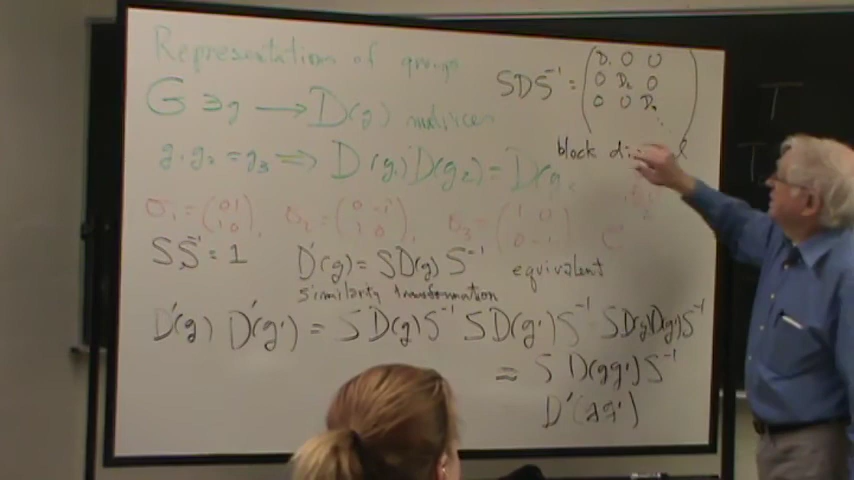 Representations of groups
G ∋ g → D(g) matrices
g₁ g₂ = g₃ ⇒ D(g₁) D(g₂) = D(g₃
σ₁ = (0 1 / 1 0), σ₂ = (0 -i / i 0), σ₃ = (1 0 / 0 -1)
SDS⁻¹ = (D₁ 0 0 / 0 D₂ 0 / 0 0 D₃ ⋱)
block
SS⁻¹ = 1
D'(g) = S D(g) S⁻¹ equivalent
similarity transformation
D'(g) D'(g') = S D(g) S⁻¹ S D(g') S⁻¹ = S D(g) D(g') S⁻¹
= S D(gg') S⁻¹
D'(gg')